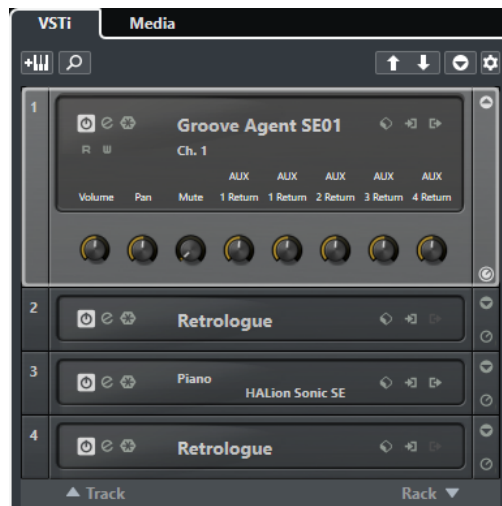 VSTi Media
1
Groove Agent SE01
R W Ch. 1
AUX AUX AUX AUX AUX
Volume Pan Mute 1 Return 1 Return 2 Return 3 Return 4 Return
2
Retrologue
3
Piano
HALion Sonic SE
4
Retrologue
Track Rack